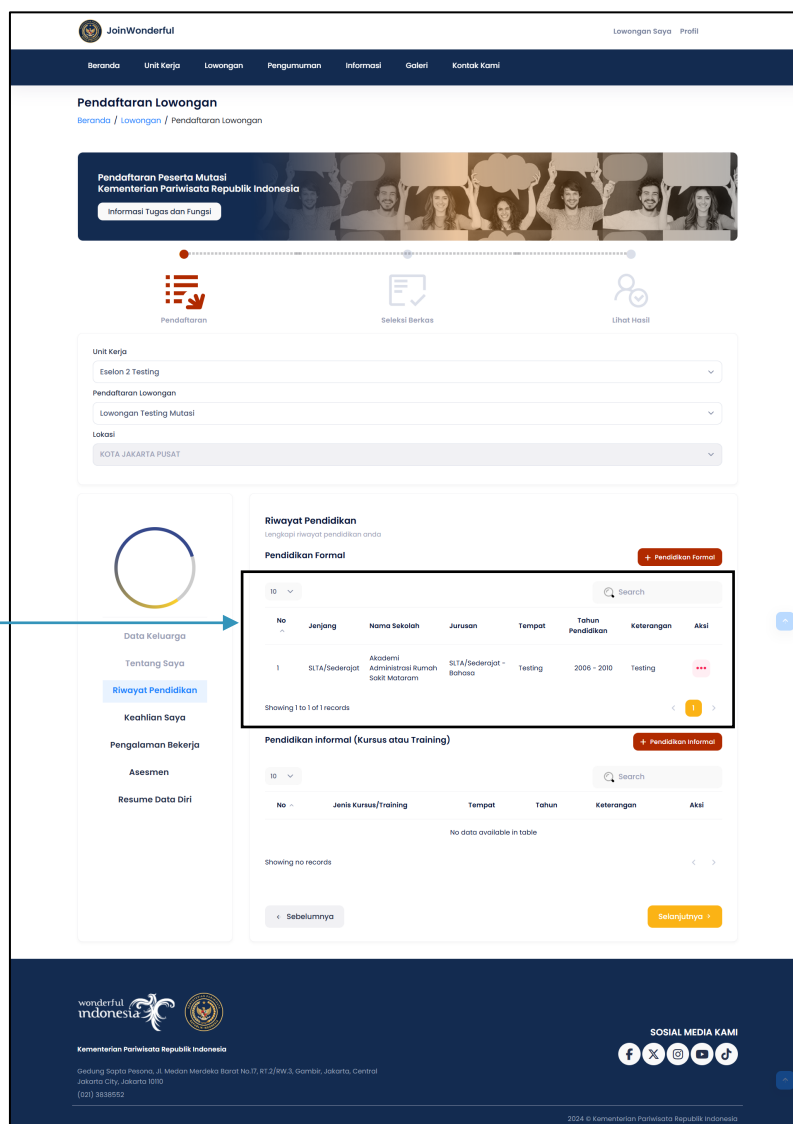 JoinWonderful
Lowongan Saya Profil
Beranda Unit Kerja Lowongan Pengumuman Informasi Galeri Kontak Kami
Pendaftaran Lowongan
Beranda / Lowongan / Pendaftaran Lowongan
Pendaftaran Peserta Mutasi
Kementerian Pariwisata Republik Indonesia
Informasi Tugas dan Fungsi
Pendaftaran Seleksi Berkas Lihat Hasil
Unit Kerja
Eselon 2 Testing
Pendaftaran Lowongan
Lowongan Testing Mutasi
Lokasi
KOTA JAKARTA PUSAT
Data Keluarga
Tentang Saya
Riwayat Pendidikan
Keahlian Saya
Pengalaman Bekerja
Asesmen
Resume Data Diri
Riwayat Pendidikan
Lengkapi riwayat pendidikan anda
Pendidikan Formal
+ Pendidikan Formal
10
Search
No Jenjang Nama Sekolah Jurusan Tempat Tahun Pendidikan Keterangan Aksi
1 SLTA/Sederajat Akademi Administrasi Rumah Sakit Mataram SLTA/Sederajat - Bahasa Testing 2006 - 2010 Testing
Showing 1 to 1 of 1 records
< 1 >
Pendidikan informal (Kursus atau Training)
+ Pendidikan Informal
10
Search
No Jenis Kursus/Training Tempat Tahun Keterangan Aksi
No data available in table
Showing no records
< >
< Sebelumnya
Selanjutnya >
wonderful
indonesia
Kementerian Pariwisata Republik Indonesia
Gedung Sapta Pesona, Jl. Medan Merdeka Barat No.17, RT.2/RW.3, Gambir, Jakarta, Central
Jakarta City, Jakarta 10110
(021) 3838552
SOSIAL MEDIA KAMI
2024 © Kementerian Pariwisata Republik Indonesia